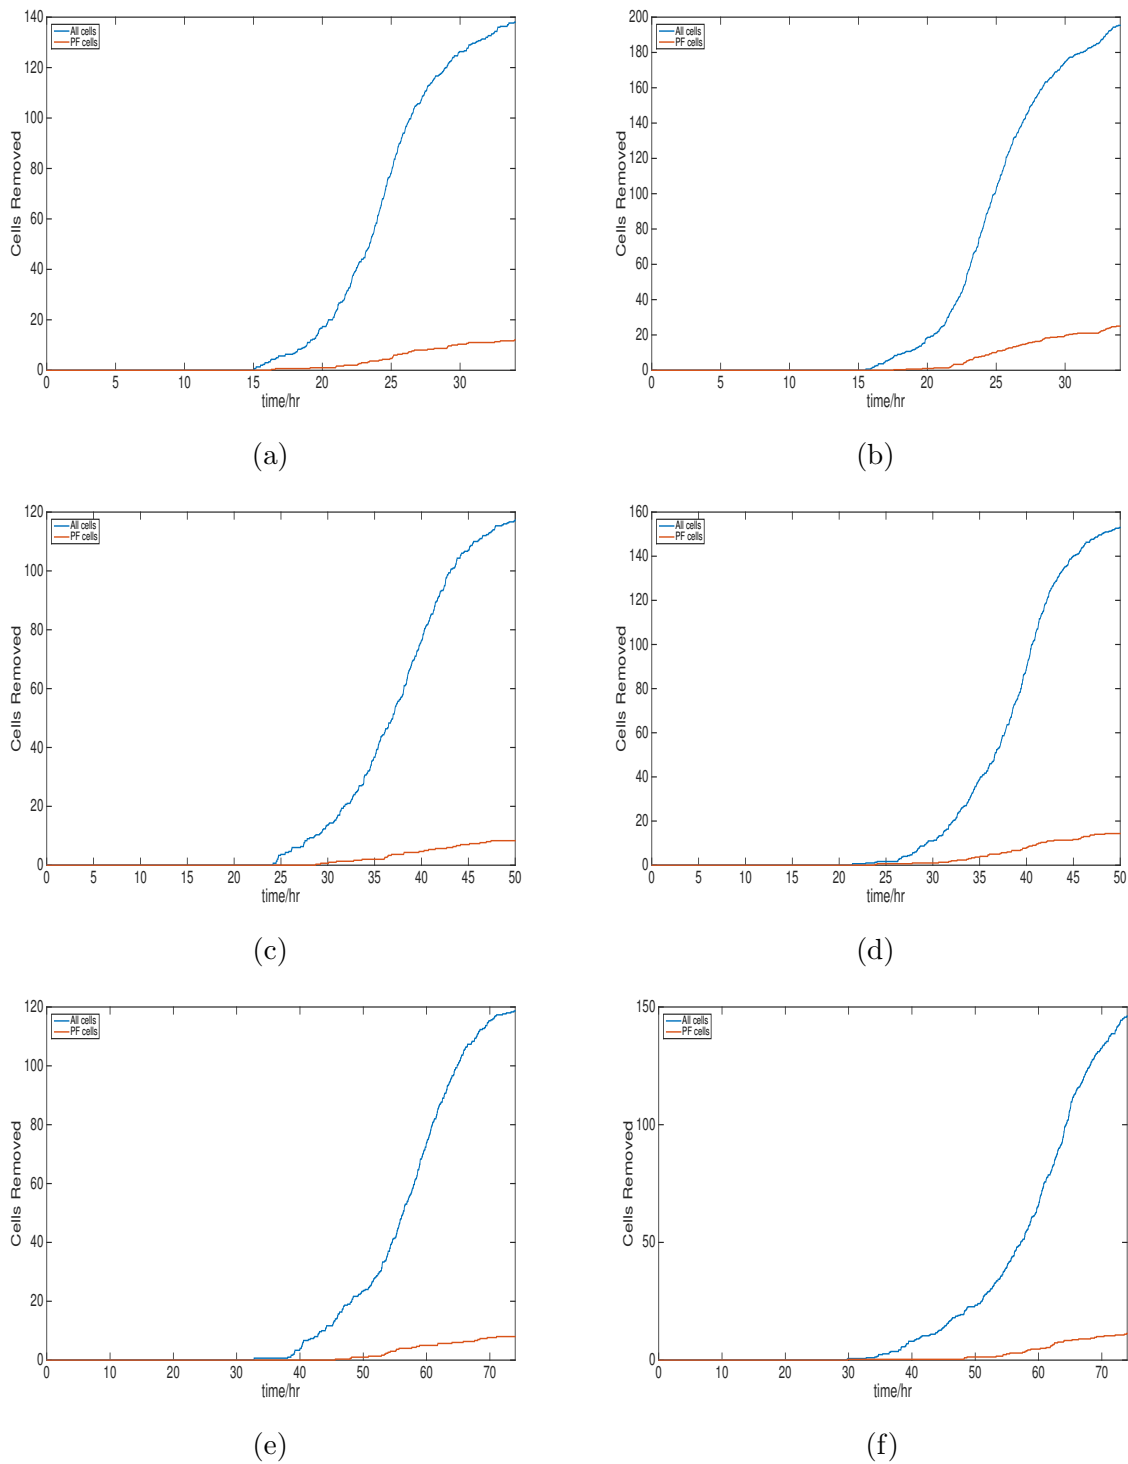 140
120
100
80
60
40
20
0
Cells Removed
All cells
PF cells
0 5 10 15 20 25 30
time/hr
(a)
200
180
160
140
120
100
80
60
40
20
0
Cells Removed
All cells
PF cells
0 5 10 15 20 25 30
time/hr
(b)
120
100
80
60
40
20
0
Cells Removed
All cells
PF cells
0 5 10 15 20 25 30 35 40 45 50
time/hr
(c)
160
140
120
100
80
60
40
20
0
Cells Removed
All cells
PF cells
0 5 10 15 20 25 30 35 40 45 50
time/hr
(d)
120
100
80
60
40
20
0
Cells Removed
All cells
PF cells
0 10 20 30 40 50 60 70
time/hr
(e)
150
100
50
0
Cells Removed
All cells
PF cells
0 10 20 30 40 50 60 70
time/hr
(f)